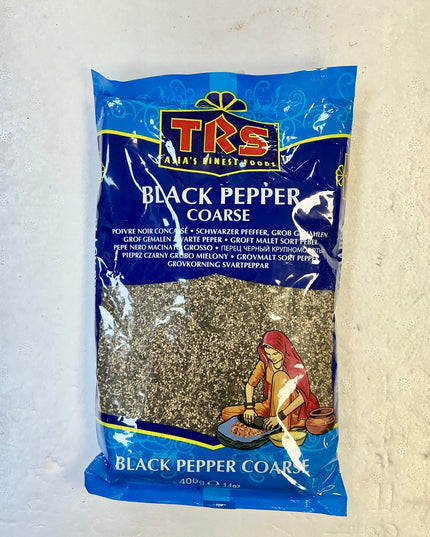 TRS
ASIA'S FINEST FOODS
BLACK PEPPER
COARSE
POIVRE NOIR CONCASSÉ • SCHWARZER PFEFFER, GROB GEMAHLEN
GROF GEMALEN ZWARTE PEPER • GROFT MALET SORT PEBER
PEPE NERO MACINATO GROSSO • ПЕРЕЦ ЧЕРНЫЙ КРУПНОМОЛОТЫЙ
PIEPRZ CZARNY GRUBO MIELONY • GROVMALT SORT PEPPER
GROVKORNING SVARTPEPPAR
BLACK PEPPER COARSE
400g ℮ 14oz